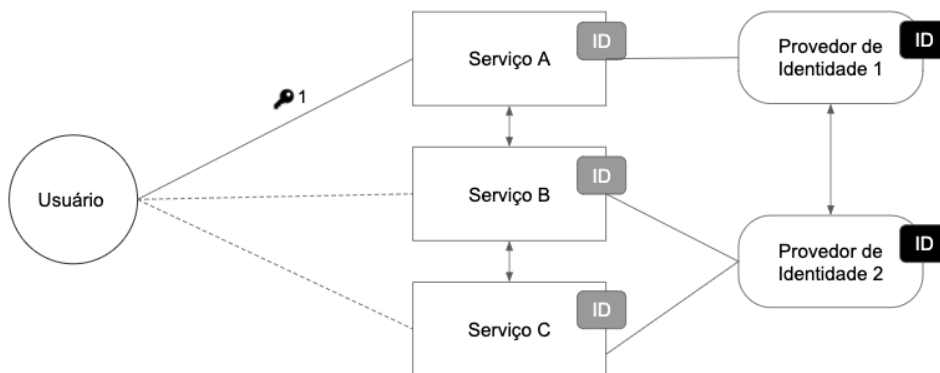 ID
Serviço A
Provedor de
Identidade 1
ID
1
Usuário
ID
Serviço B
Provedor de
Identidade 2
ID
ID
Serviço C